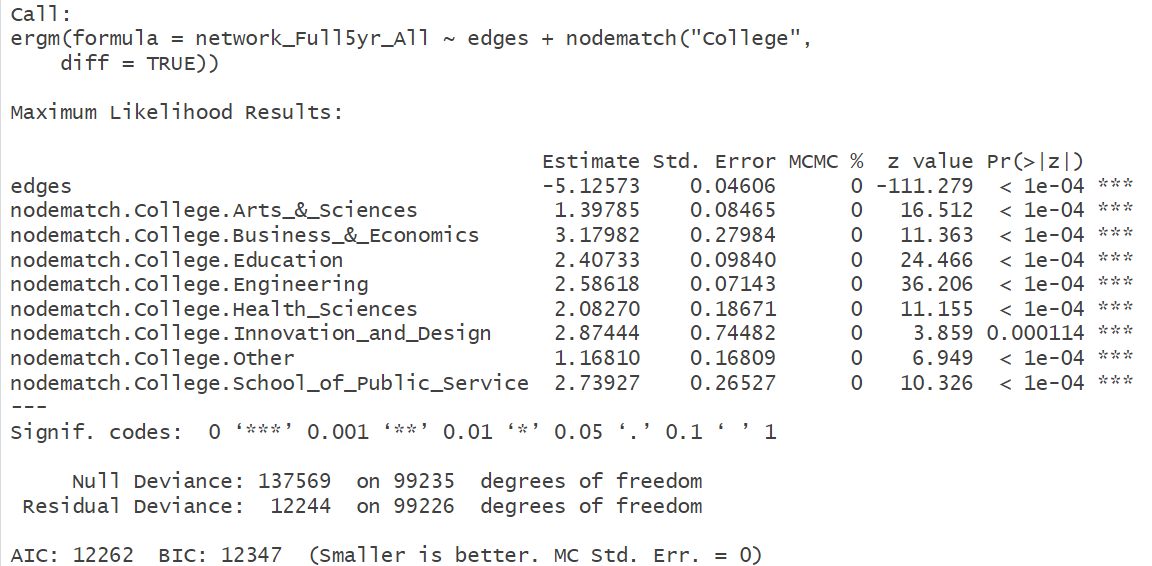 Call:
ergm(formula = network_Full5yr_All ~ edges + nodematch("College",
    diff = TRUE))

Maximum Likelihood Results:

                                          Estimate Std. Error MCMC %  z value Pr(>|z|)
edges                                     -5.12573    0.04606      0 -111.279  < 1e-04 ***
nodematch.College.Arts_&_Sciences          1.39785    0.08465      0   16.512  < 1e-04 ***
nodematch.College.Business_&_Economics     3.17982    0.27984      0   11.363  < 1e-04 ***
nodematch.College.Education                2.40733    0.09840      0   24.466  < 1e-04 ***
nodematch.College.Engineering              2.58618    0.07143      0   36.206  < 1e-04 ***
nodematch.College.Health_Sciences          2.08270    0.18671      0   11.155  < 1e-04 ***
nodematch.College.Innovation_and_Design    2.87444    0.74482      0    3.859 0.000114 ***
nodematch.College.Other                    1.16810    0.16809      0    6.949  < 1e-04 ***
nodematch.College.School_of_Public_Service 2.73927    0.26527      0   10.326  < 1e-04 ***
---
Signif. codes:  0 ‘***’ 0.001 ‘**’ 0.01 ‘*’ 0.05 ‘.’ 0.1 ‘ ’ 1

     Null Deviance: 137569  on 99235  degrees of freedom
 Residual Deviance:  12244  on 99226  degrees of freedom

AIC: 12262  BIC: 12347  (Smaller is better. MC Std. Err. = 0)